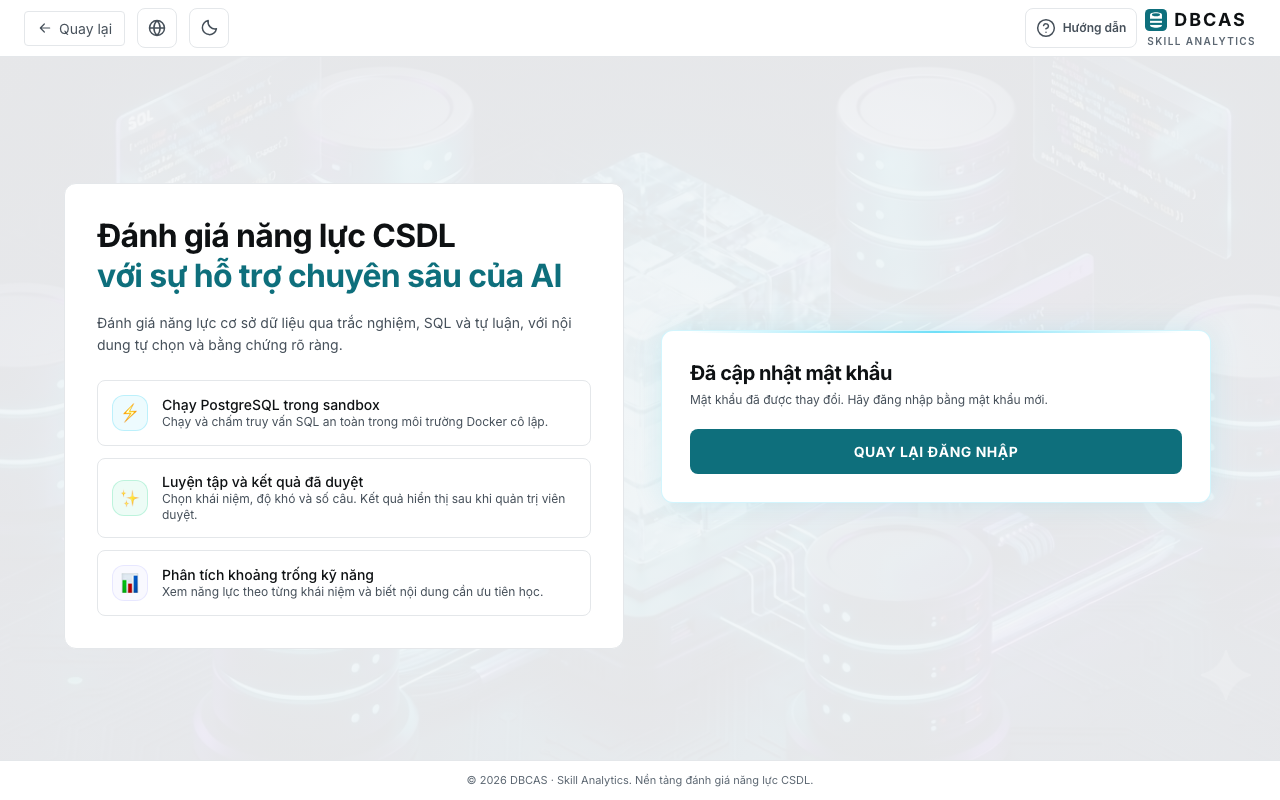 Quay lại
Hướng dẫn
DBCAS
SKILL ANALYTICS
SQL
Đánh giá năng lực CSDL
với sự hỗ trợ chuyên sâu của AI
Đánh giá năng lực cơ sở dữ liệu qua trắc nghiệm, SQL và tự luận, với nội
dung tự chọn và bằng chứng rõ ràng.
Chạy PostgreSQL trong sandbox
Chạy và chấm truy vấn SQL an toàn trong môi trường Docker cô lập.
Luyện tập và kết quả đã duyệt
Chọn khái niệm, độ khó và số câu. Kết quả hiển thị sau khi quản trị viên
duyệt.
Phân tích khoảng trống kỹ năng
Xem năng lực theo từng khái niệm và biết nội dung cần ưu tiên học.
Đã cập nhật mật khẩu
Mật khẩu đã được thay đổi. Hãy đăng nhập bằng mật khẩu mới.
QUAY LẠI ĐĂNG NHẬP
© 2026 DBCAS · Skill Analytics. Nền tảng đánh giá năng lực CSDL.